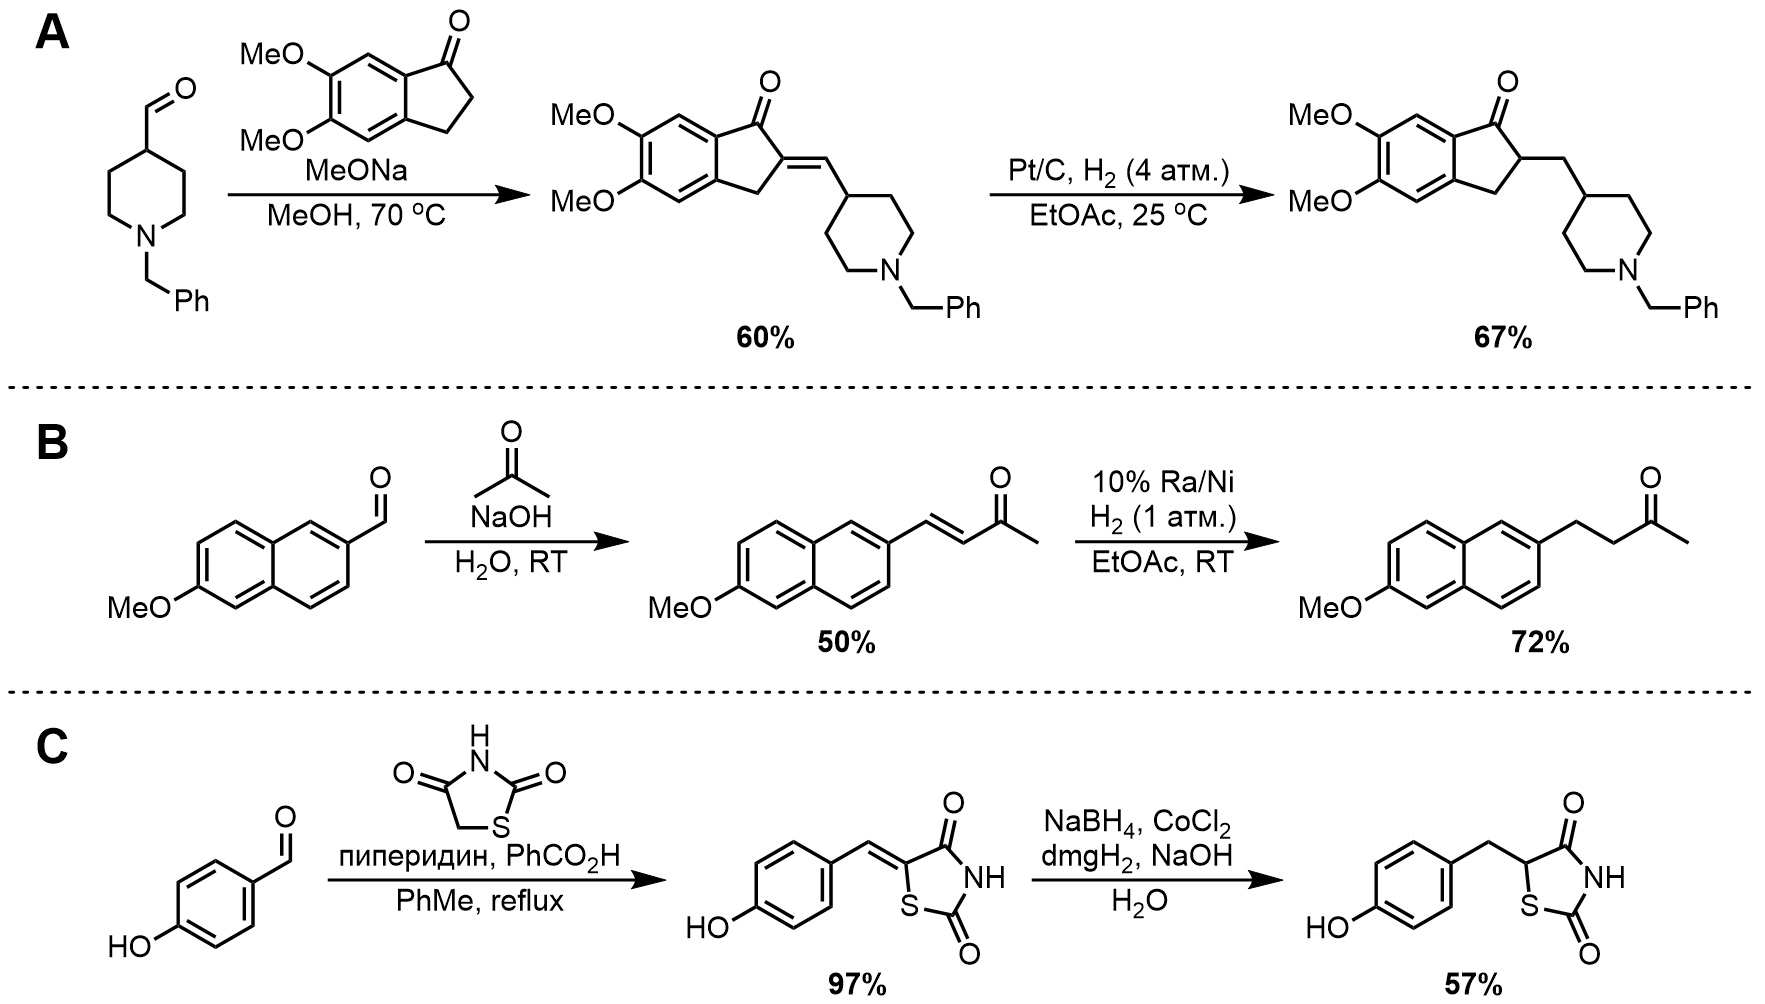 A
O
MeO
MeO
O
N
Ph
MeONa
MeOH, 70 ºC
O
MeO
MeO
N
Ph
60%
Pt/C, H₂ (4 атм.)
EtOAc, 25 ºC
O
MeO
MeO
N
Ph
67%
B
O
MeO
O
NaOH
H₂O, RT
O
MeO
50%
10% Ra/Ni
H₂ (1 атм.)
EtOAc, RT
O
MeO
72%
C
O
HO
H
N
O
O
S
пиперидин, PhCO₂H
PhMe, reflux
O
NH
S
O
HO
97%
NaBH₄, CoCl₂
dmgH₂, NaOH
H₂O
O
NH
S
O
HO
57%